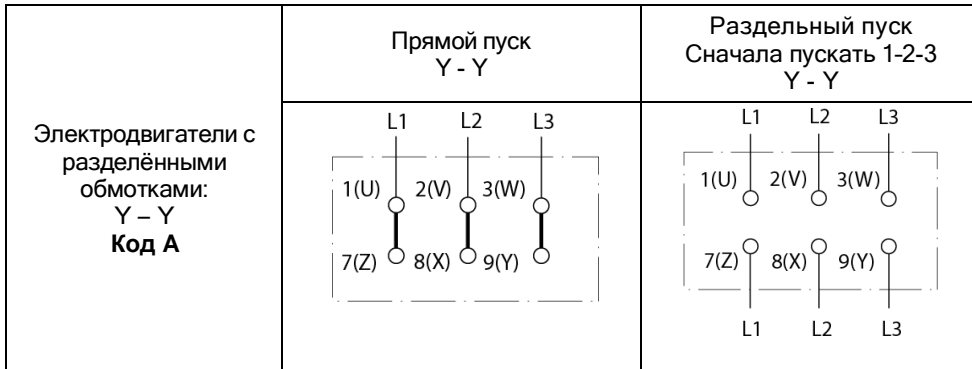 Электродвигатели с
разделёнными
обмотками:
Y – Y
Код А
Прямой пуск
Y - Y
Раздельный пуск
Сначала пускать 1-2-3
Y - Y
L1 L2 L3
1(U) 2(V) 3(W)
7(Z) 8(X) 9(Y)
L1 L2 L3
1(U) 2(V) 3(W)
7(Z) 8(X) 9(Y)
L1 L2 L3